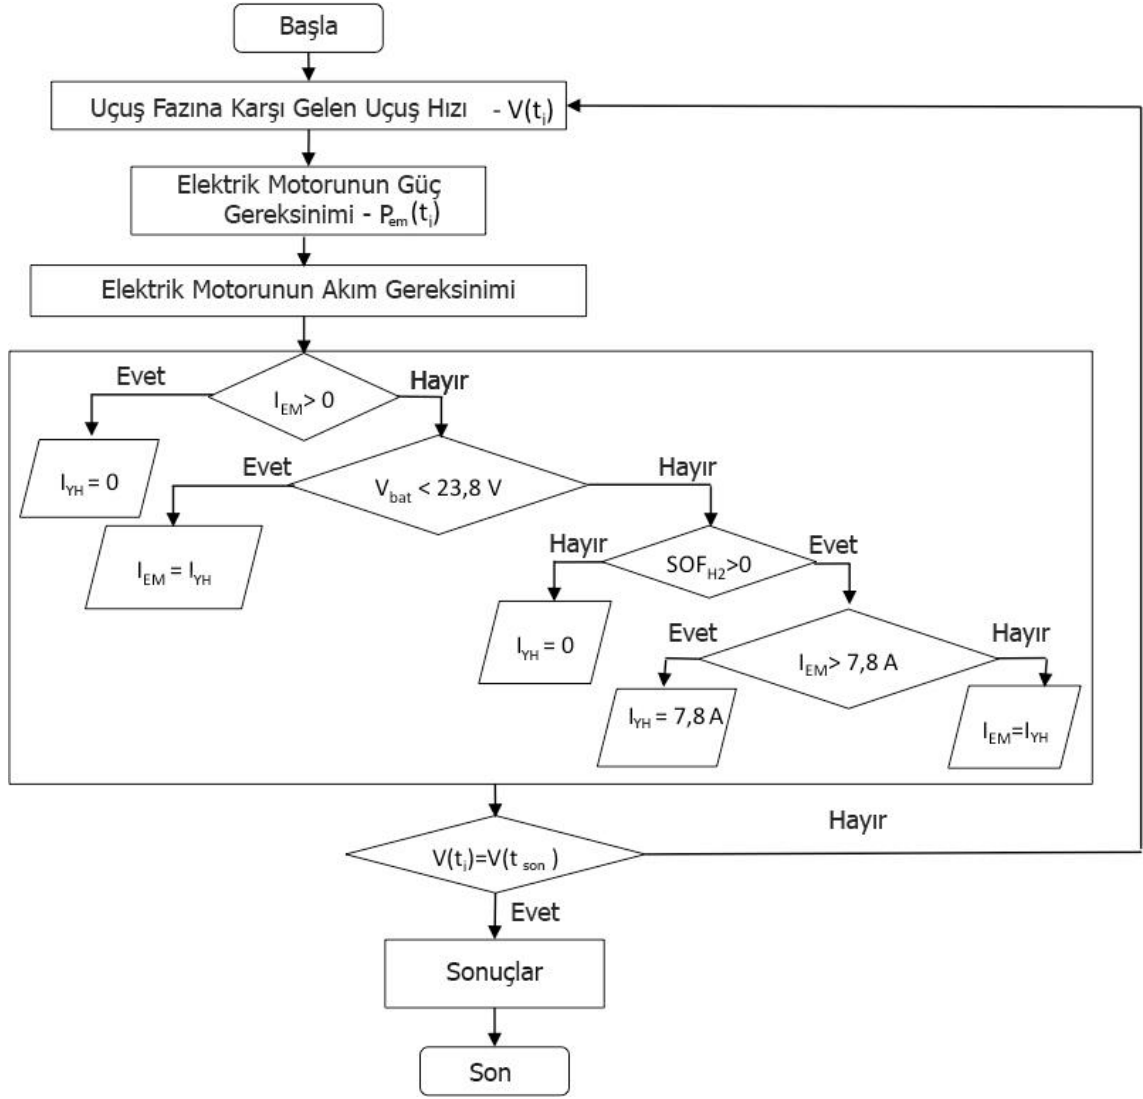 Başla
Uçuş Fazına Karşı Gelen Uçuş Hızı - V(tᵢ)
Elektrik Motorunun Güç
Gereksinimi - Pem(tᵢ)
Elektrik Motorunun Akım Gereksinimi
Evet
Hayır
IEM> 0
IYH = 0
Evet
Hayır
Vbat < 23,8 V
IEM = IYH
Hayır
Evet
SOFH2>0
IYH = 0
Evet
Hayır
IEM> 7,8 A
IYH = 7,8 A
IEM=IYH
Hayır
V(tᵢ)=V(t son )
Evet
Sonuçlar
Son